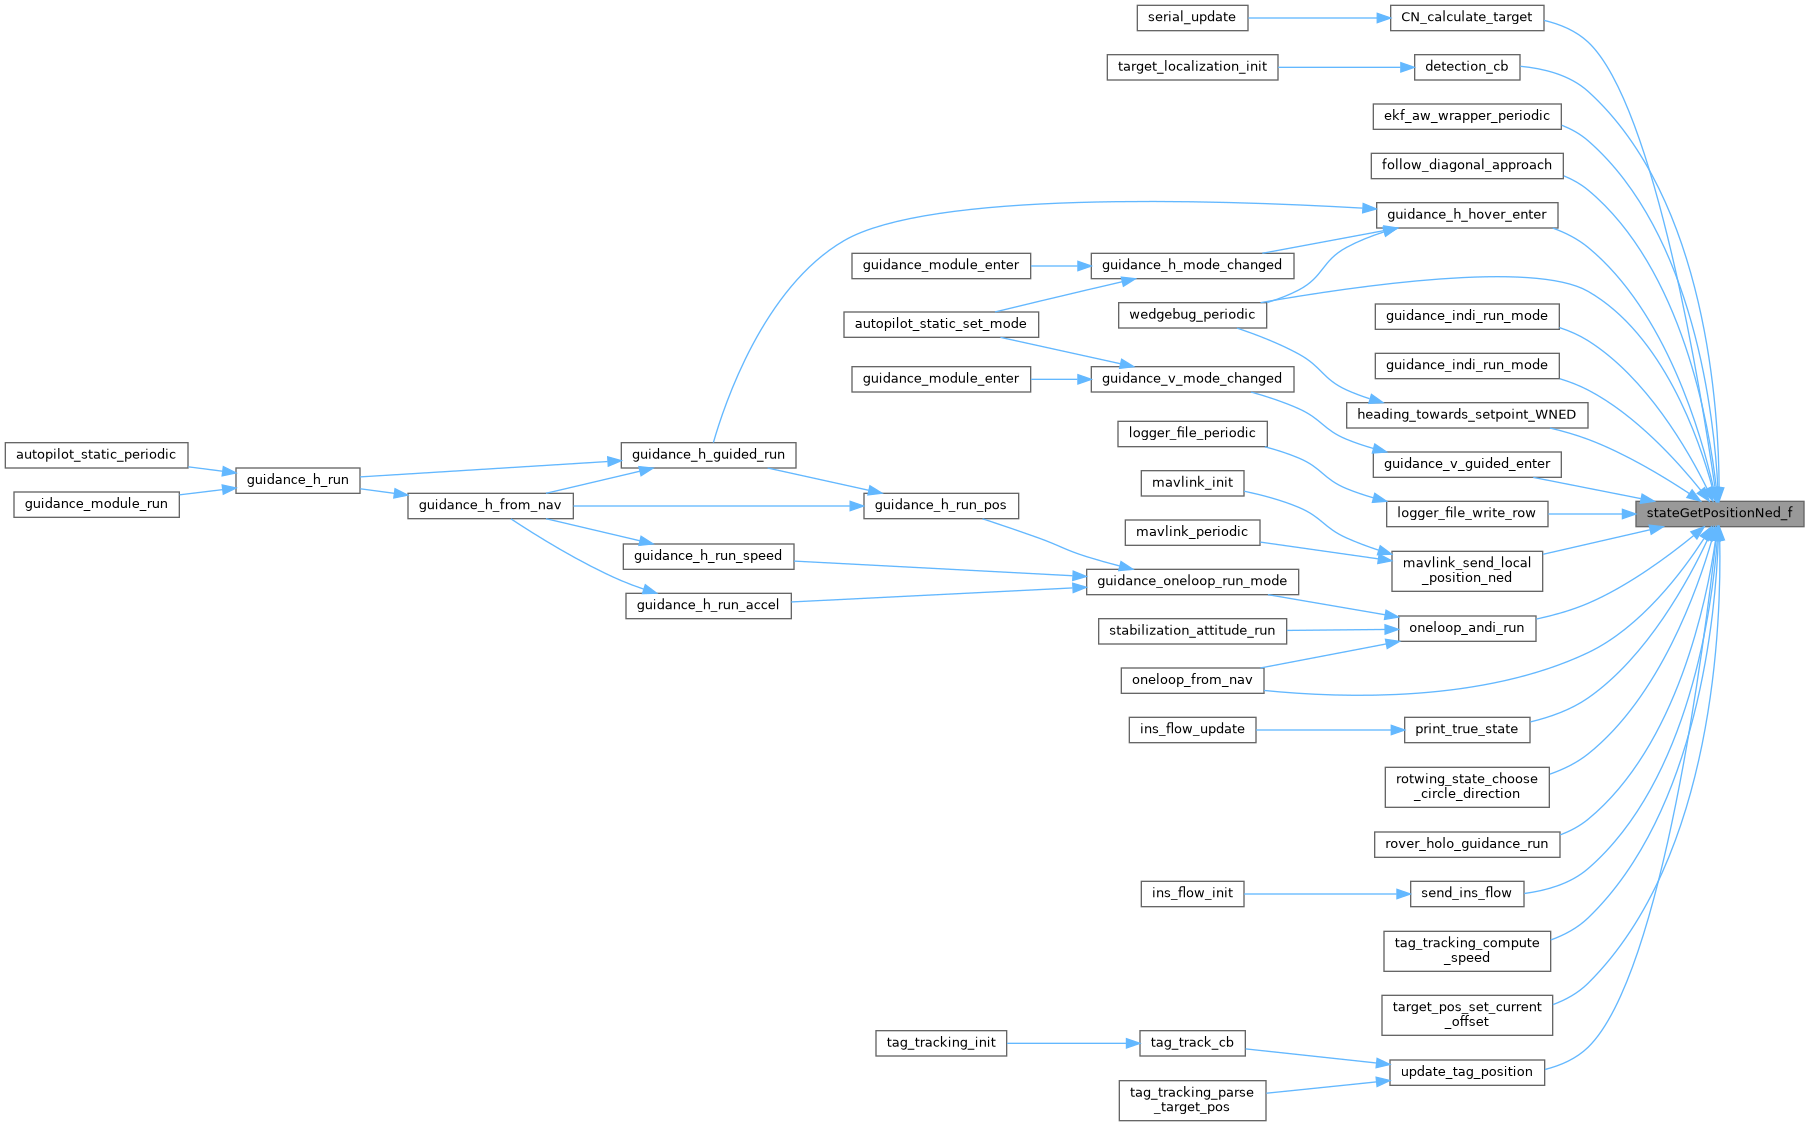 serial_update
CN_calculate_target
target_localization_init
detection_cb
ekf_aw_wrapper_periodic
follow_diagonal_approach
guidance_h_hover_enter
guidance_module_enter
guidance_h_mode_changed
wedgebug_periodic
guidance_indi_run_mode
autopilot_static_set_mode
guidance_indi_run_mode
guidance_module_enter
guidance_v_mode_changed
heading_towards_setpoint_WNED
logger_file_periodic
autopilot_static_periodic
guidance_h_guided_run
guidance_v_guided_enter
guidance_h_run
mavlink_init
guidance_module_run
guidance_h_from_nav
guidance_h_run_pos
logger_file_write_row
stateGetPositionNed_f
mavlink_periodic
guidance_h_run_speed
mavlink_send_local
_position_ned
guidance_oneloop_run_mode
guidance_h_run_accel
stabilization_attitude_run
oneloop_andi_run
oneloop_from_nav
ins_flow_update
print_true_state
rotwing_state_choose
_circle_direction
rover_holo_guidance_run
ins_flow_init
send_ins_flow
tag_tracking_compute
_speed
target_pos_set_current
_offset
tag_tracking_init
tag_track_cb
update_tag_position
tag_tracking_parse
_target_pos